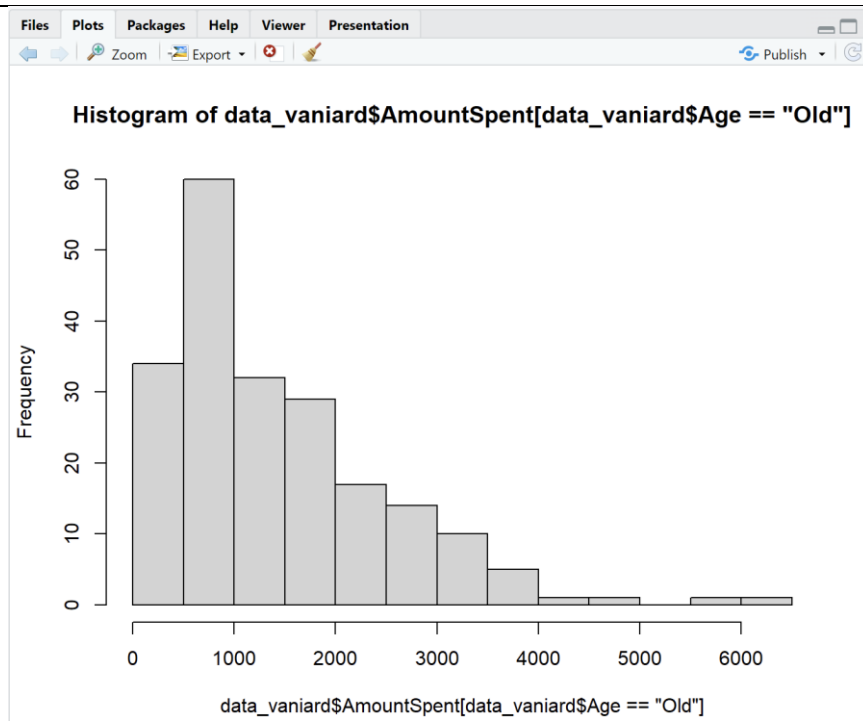 Files Plots Packages Help Viewer Presentation
Zoom Export Publish
Histogram of data_vaniard$AmountSpent[data_vaniard$Age == "Old"]
Frequency
60
50
40
30
20
10
0
0 1000 2000 3000 4000 5000 6000
data_vaniard$AmountSpent[data_vaniard$Age == "Old"]